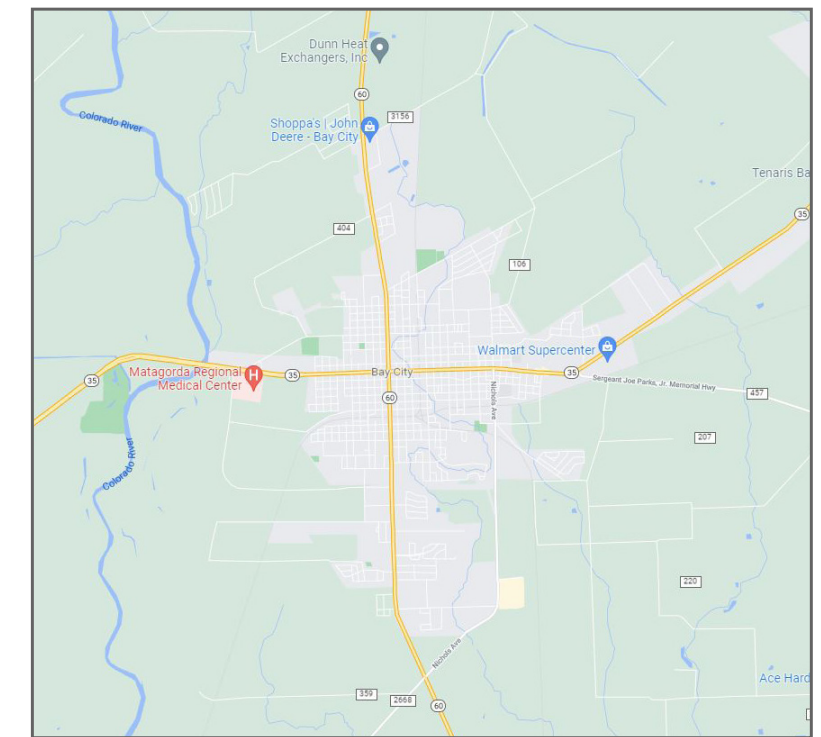 Dunn Heat
Exchangers, Inc
60
3156
Colorado River
Shoppa's | John
Deere - Bay City
Tenaris Ba
35
404
106
Walmart Supercenter
35
Matagorda Regional
Medical Center
H
35
Bay City
35
Sergeant Joe Parks, Jr. Memorial Hwy
457
60
Nichols Ave
207
Colorado River
220
Nichols Ave
Ace Hard
359
2668
60